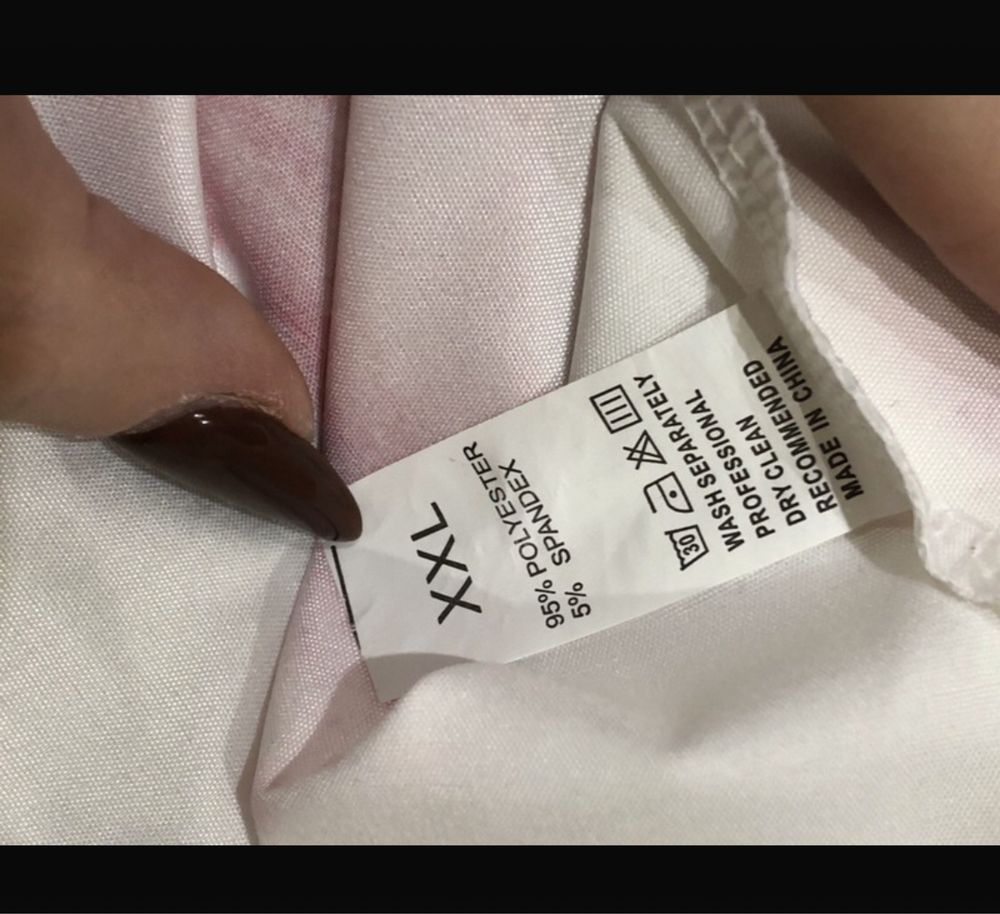 XXL
95% POLYESTER
5% SPANDEX
30
WASH SEPARATELY
PROFESSIONAL
DRY CLEAN
RECOMMENDED
MADE IN CHINA